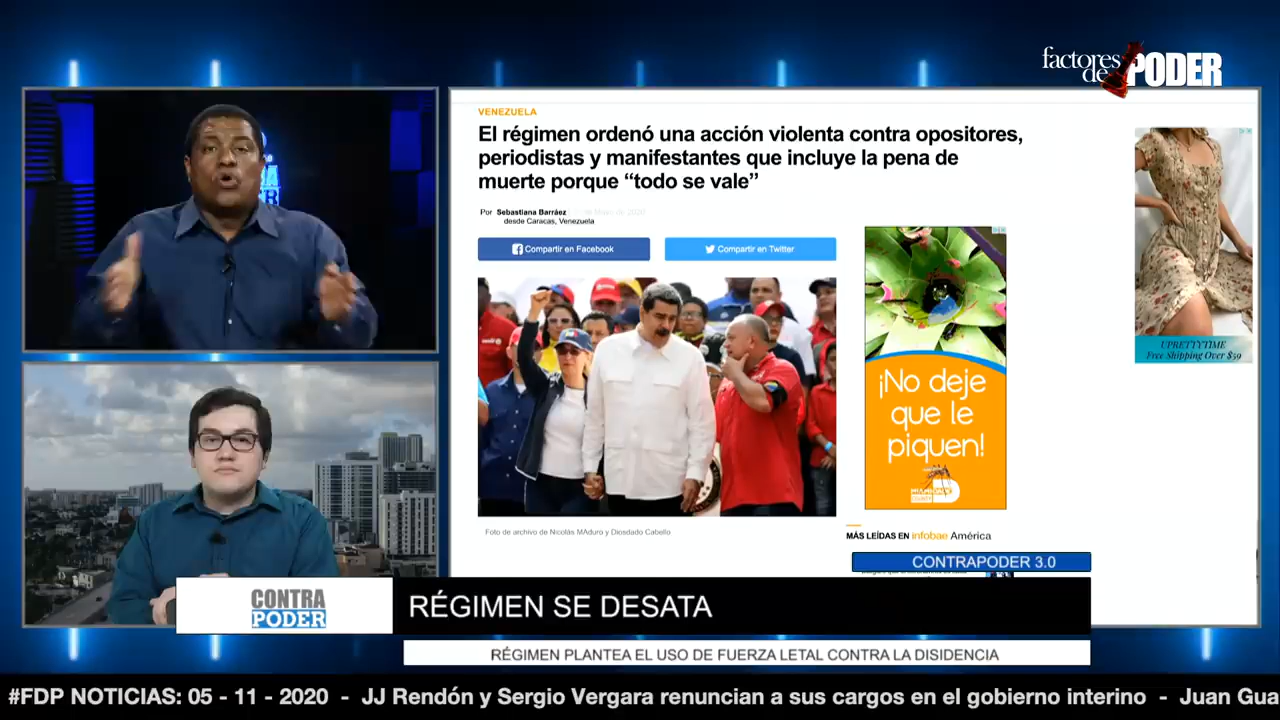 factores
de PODER
VENEZUELA
El régimen ordenó una acción violenta contra opositores,
periodistas y manifestantes que incluye la pena de
muerte porque “todo se vale”
Por Sebastiana Barráez
desde Caracas, Venezuela
Compartir en Facebook
Compartir en Twitter
¡No deje
que le
piquen!
UPRETTYTIME
Free Shipping Over $39
Foto de archivo de Nicolás MAduro y Diosdado Cabello
MÁS LEÍDAS EN infobae América
CONTRAPODER 3.0
CONTRA
PODER
RÉGIMEN SE DESATA
RÉGIMEN PLANTEA EL USO DE FUERZA LETAL CONTRA LA DISIDENCIA
#FDP NOTICIAS: 05 - 11 - 2020 - JJ Rendón y Sergio Vergara renuncian a sus cargos en el gobierno interino - Juan Gua